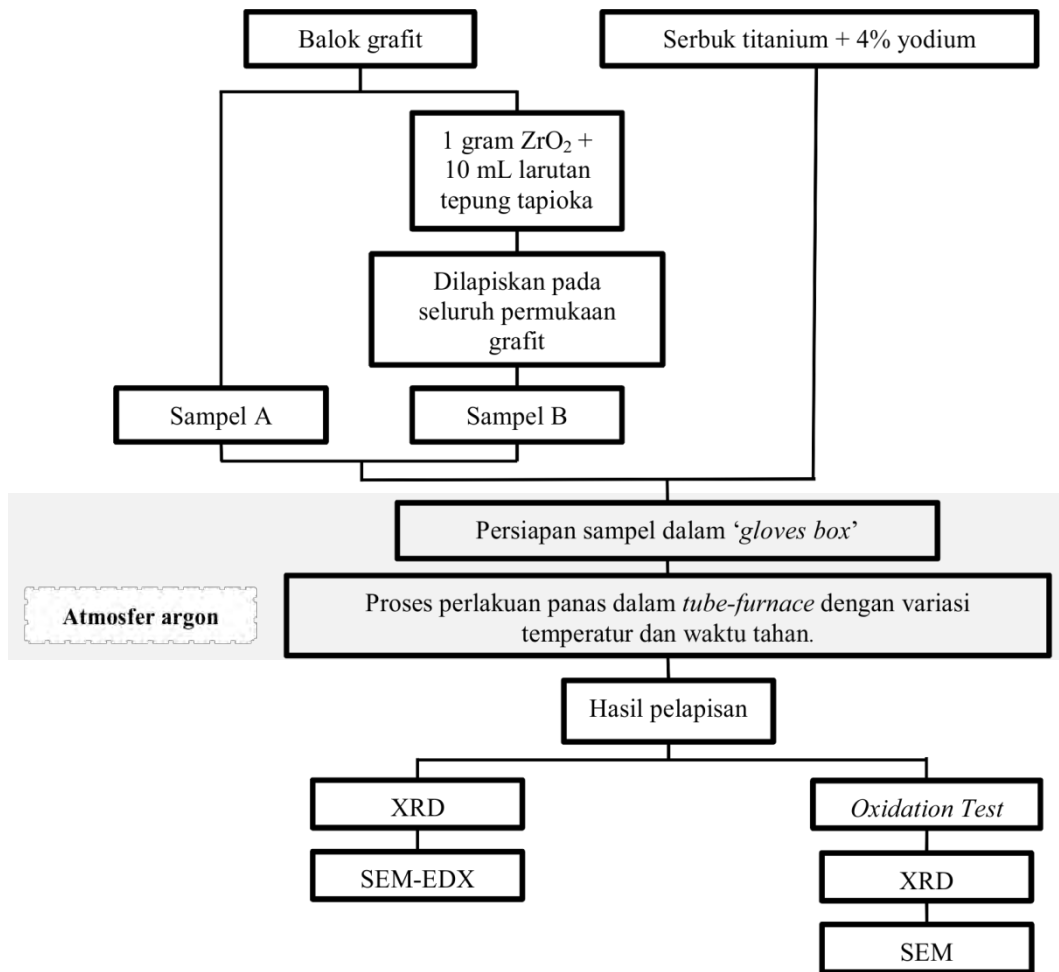 Balok grafit
Serbuk titanium + 4% yodium
1 gram ZrO₂ +
10 mL larutan
tepung tapioka
Dilapiskan pada
seluruh permukaan
grafit
Sampel A
Sampel B
Persiapan sampel dalam ‘gloves box’
Atmosfer argon
Proses perlakuan panas dalam tube-furnace dengan variasi
temperatur dan waktu tahan.
Hasil pelapisan
XRD
Oxidation Test
SEM-EDX
XRD
SEM